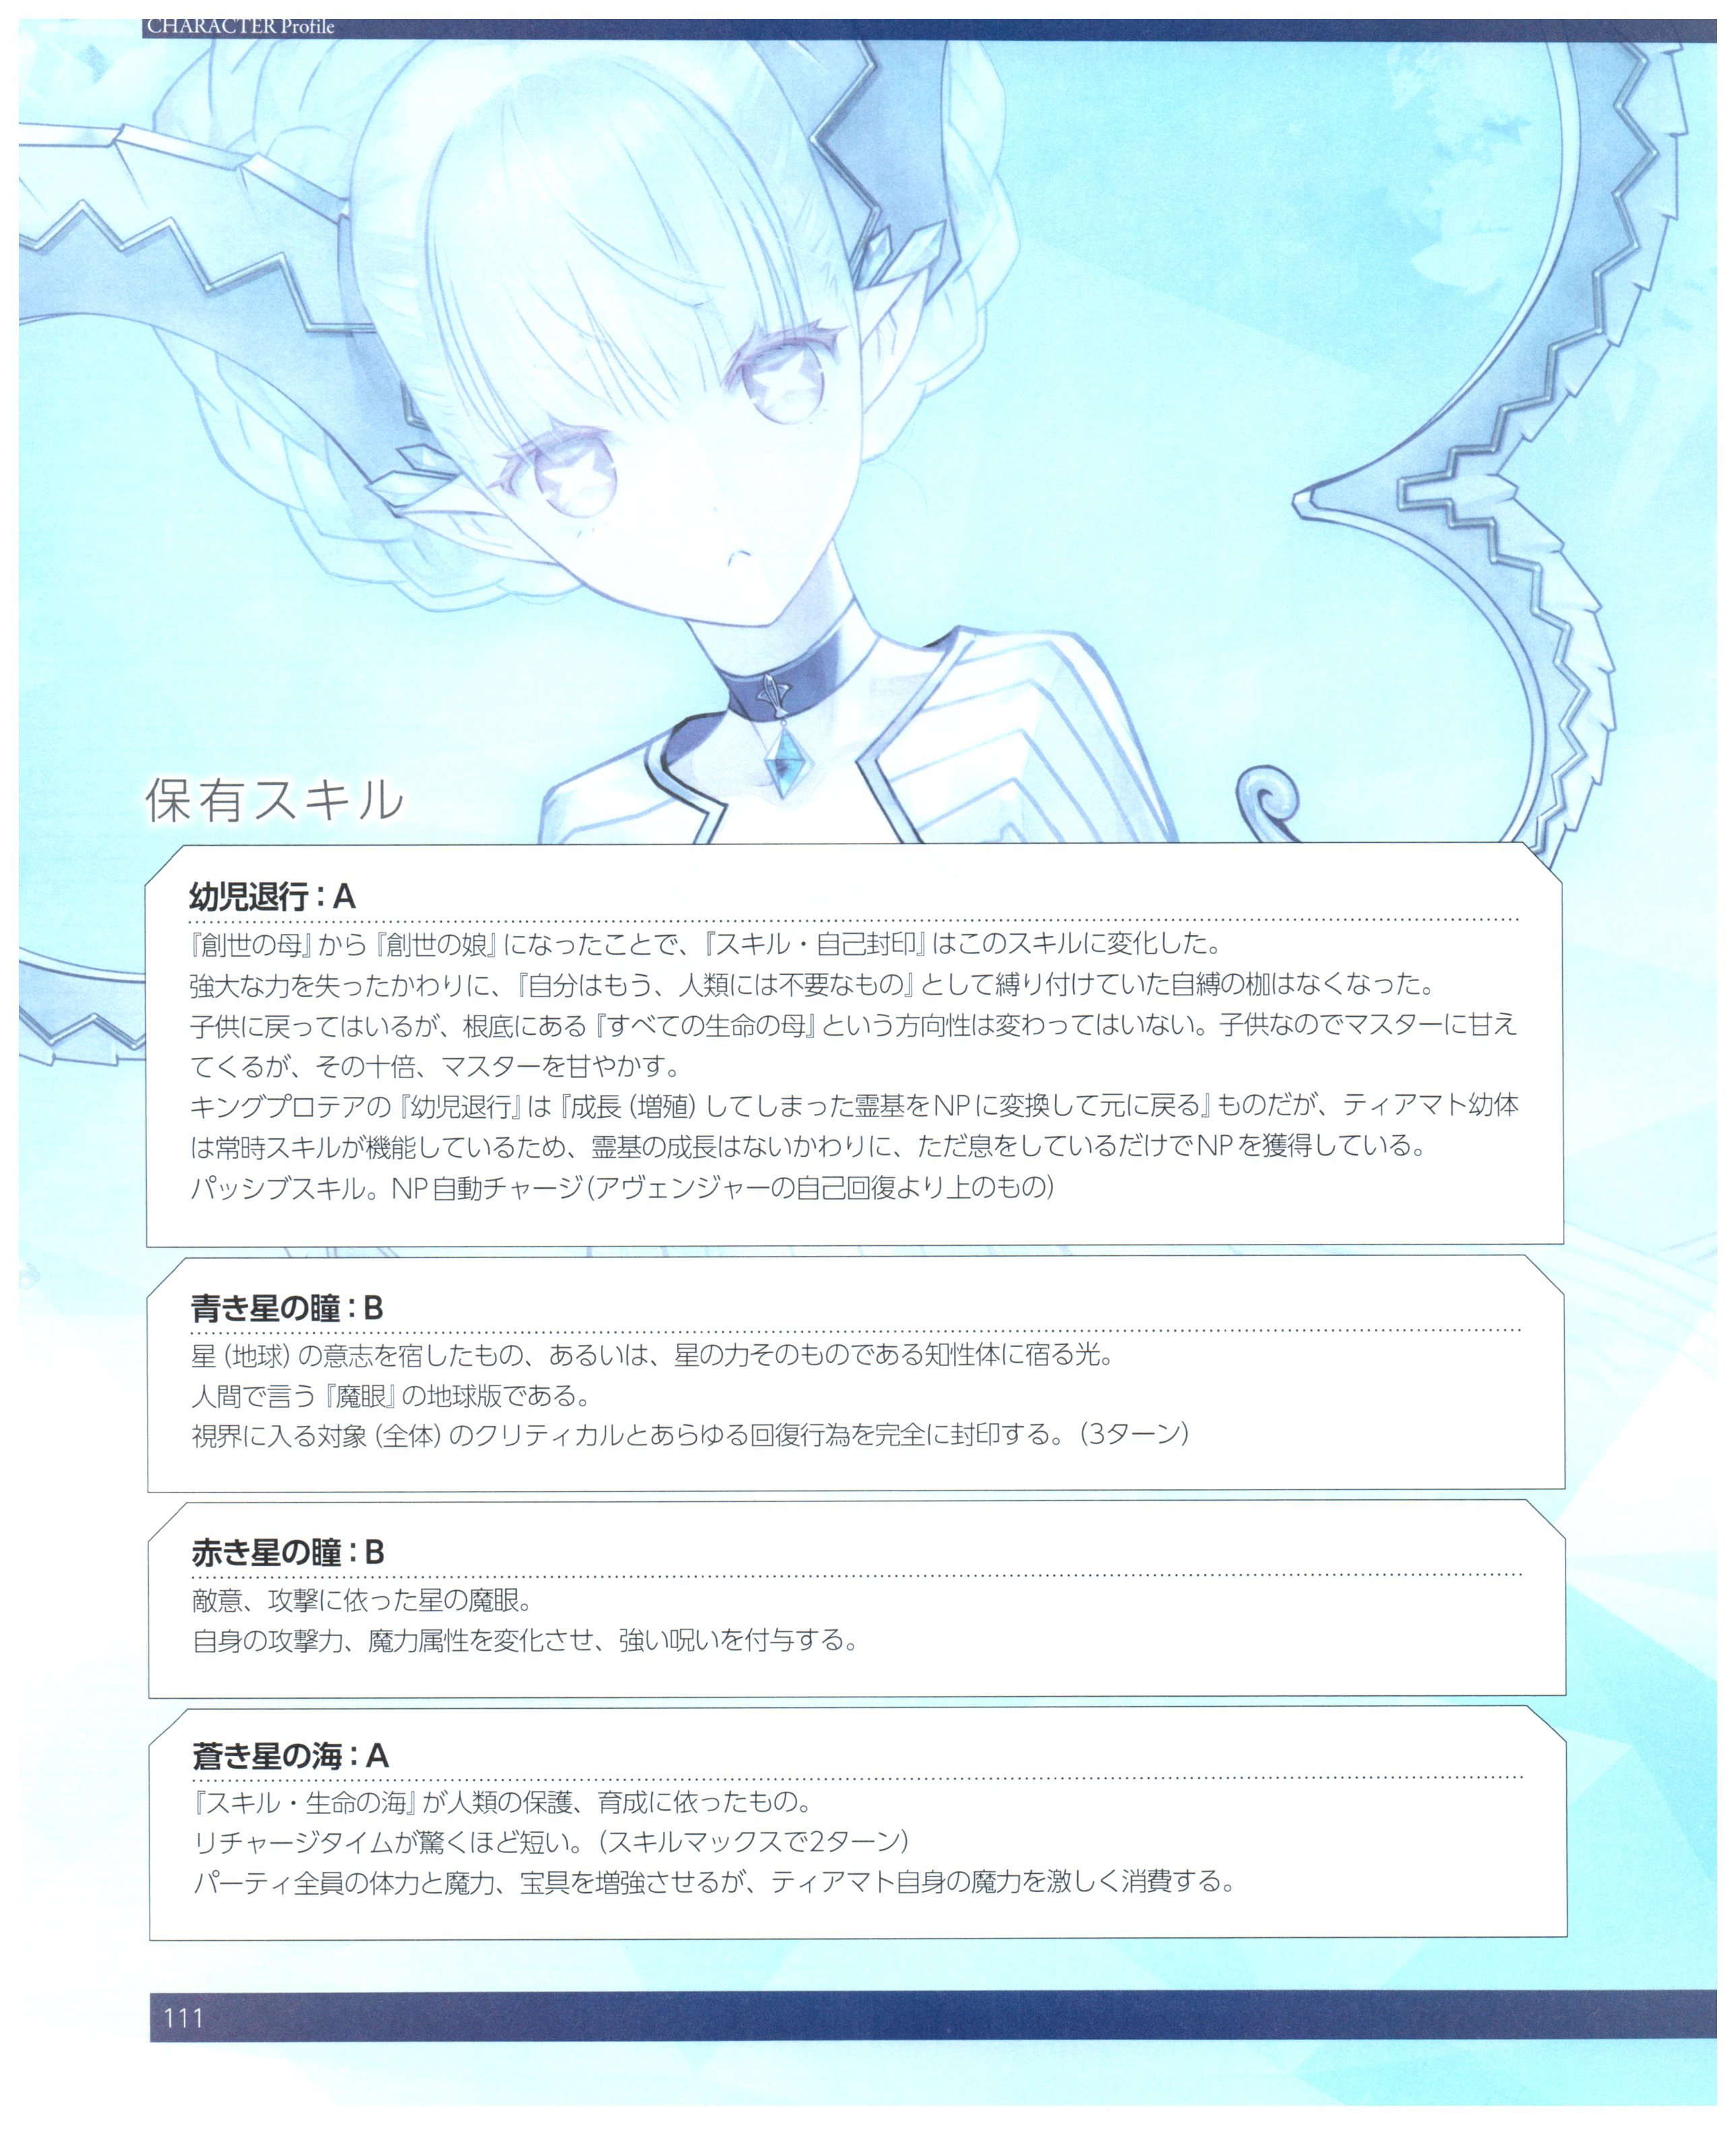 CHARACTER Profile
保有スキル
幼児退行：A
『創世の母』から『創世の娘』になったことで、『スキル・自己封印』はこのスキルに変化した。
強大な力を失ったかわりに、『自分はもう、人類には不要なもの』として縛り付けていた自縛の枷はなくなった。
子供に戻ってはいるが、根底にある『すべての生命の母』という方向性は変わってはいない。子供なのでマスターに甘え
てくるが、その十倍、マスターを甘やかす。
キングプロテアの『幼児退行』は『成長（増殖）してしまった霊基をNPに変換して元に戻る』ものだが、ティアマト幼体
は常時スキルが機能しているため、霊基の成長はないかわりに、ただ息をしているだけでNPを獲得している。
パッシブスキル。NP自動チャージ（アヴェンジャーの自己回復より上のもの）
青き星の瞳：B
星（地球）の意志を宿したもの、あるいは、星の力そのものである知性体に宿る光。
人間で言う『魔眼』の地球版である。
視界に入る対象（全体）のクリティカルとあらゆる回復行為を完全に封印する。（3ターン）
赤き星の瞳：B
敵意、攻撃に依った星の魔眼。
自身の攻撃力、魔力属性を変化させ、強い呪いを付与する。
蒼き星の海：A
『スキル・生命の海』が人類の保護、育成に依ったもの。
リチャージタイムが驚くほど短い。（スキルマックスで2ターン）
パーティ全員の体力と魔力、宝具を増強させるが、ティアマト自身の魔力を激しく消費する。
111